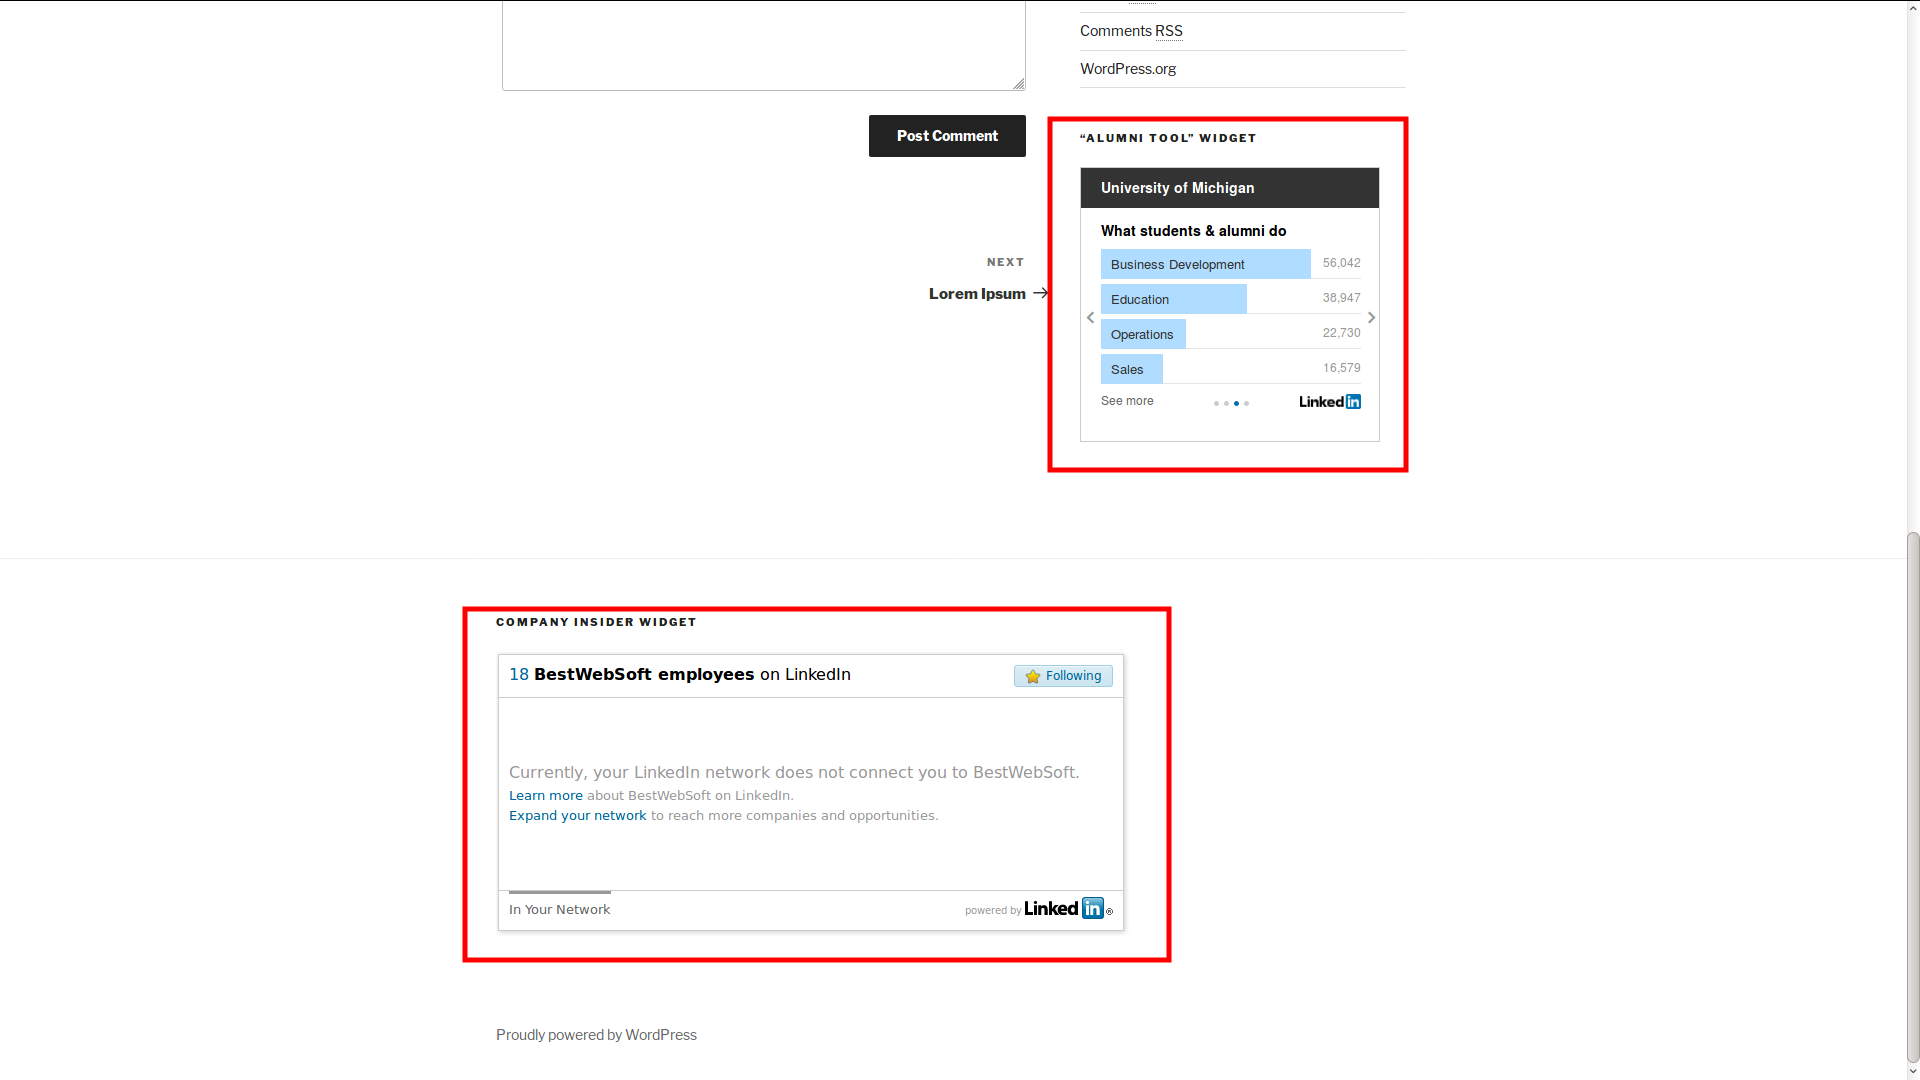 Comments RSS
WordPress.org
Post Comment
“ALUMNI TOOL” WIDGET
University of Michigan
What students & alumni do
Business Development 56,042
Education 38,947
Operations 22,730
Sales 16,579
See more
Linked in
NEXT
Lorem Ipsum →
COMPANY INSIDER WIDGET
18 BestWebSoft employees on LinkedIn
Following
Currently, your LinkedIn network does not connect you to BestWebSoft.
Learn more about BestWebSoft on LinkedIn.
Expand your network to reach more companies and opportunities.
In Your Network
powered by Linked in ®
Proudly powered by WordPress